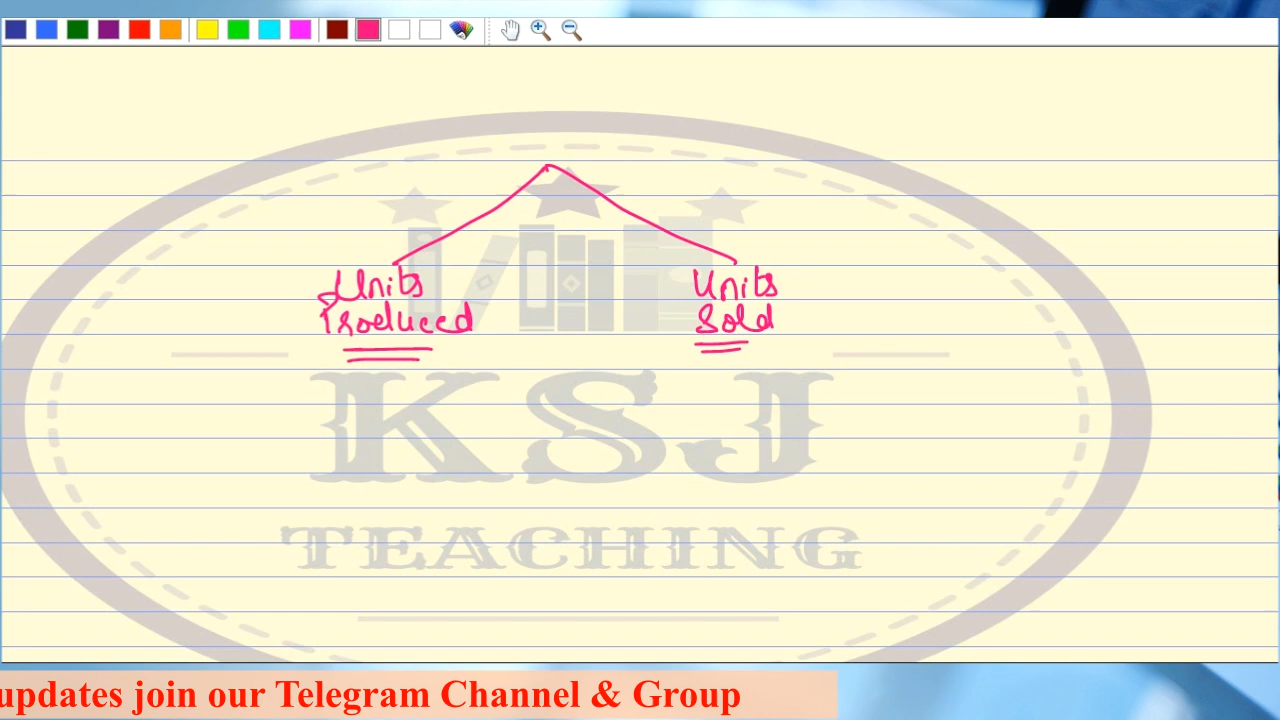 Units
Produced
Units
Sold
KSJ
TEACHING
updates join our Telegram Channel & Group